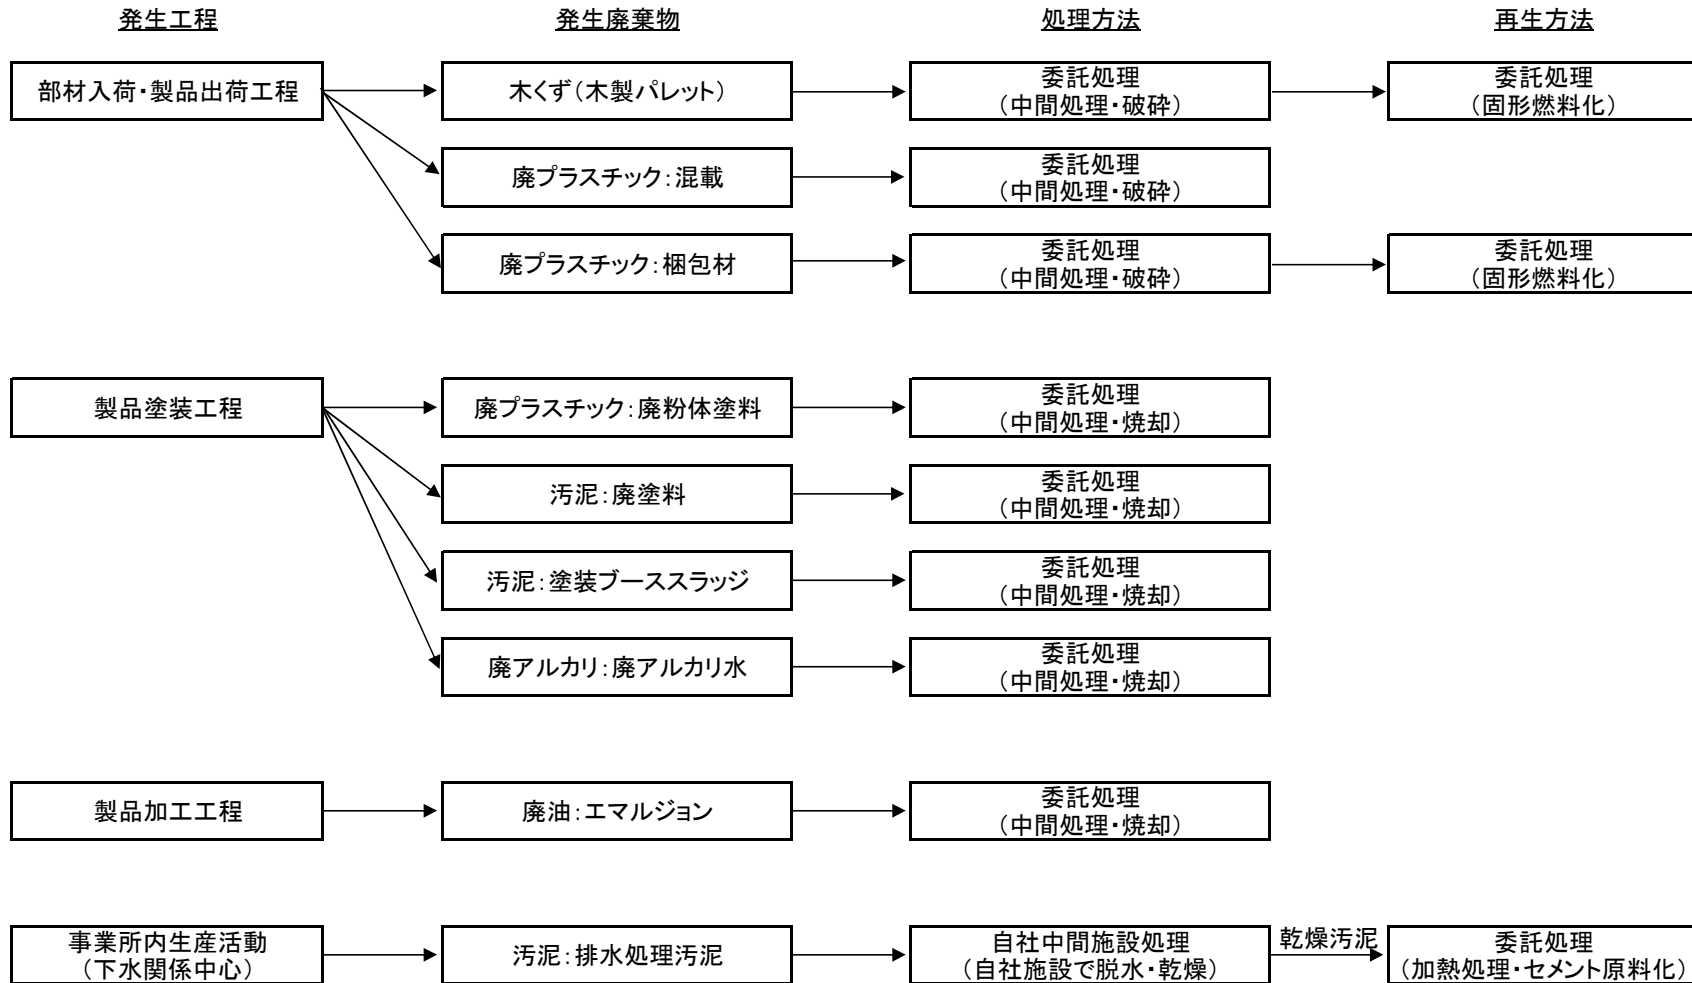 発生工程
発生廃棄物
処理方法
再生方法
部材入荷・製品出荷工程
木くず（木製パレット）
委託処理
（中間処理・破砕）
委託処理
（固形燃料化）
廃プラスチック：混載
委託処理
（中間処理・破砕）
廃プラスチック：梱包材
委託処理
（中間処理・破砕）
委託処理
（固形燃料化）
製品塗装工程
廃プラスチック：廃粉体塗料
委託処理
（中間処理・焼却）
汚泥：廃塗料
委託処理
（中間処理・焼却）
汚泥：塗装ブーススラッジ
委託処理
（中間処理・焼却）
廃アルカリ：廃アルカリ水
委託処理
（中間処理・焼却）
製品加工工程
廃油：エマルジョン
委託処理
（中間処理・焼却）
事業所内生産活動
（下水関係中心）
汚泥：排水処理汚泥
自社中間施設処理
（自社施設で脱水・乾燥）
乾燥汚泥
委託処理
（加熱処理・セメント原料化）